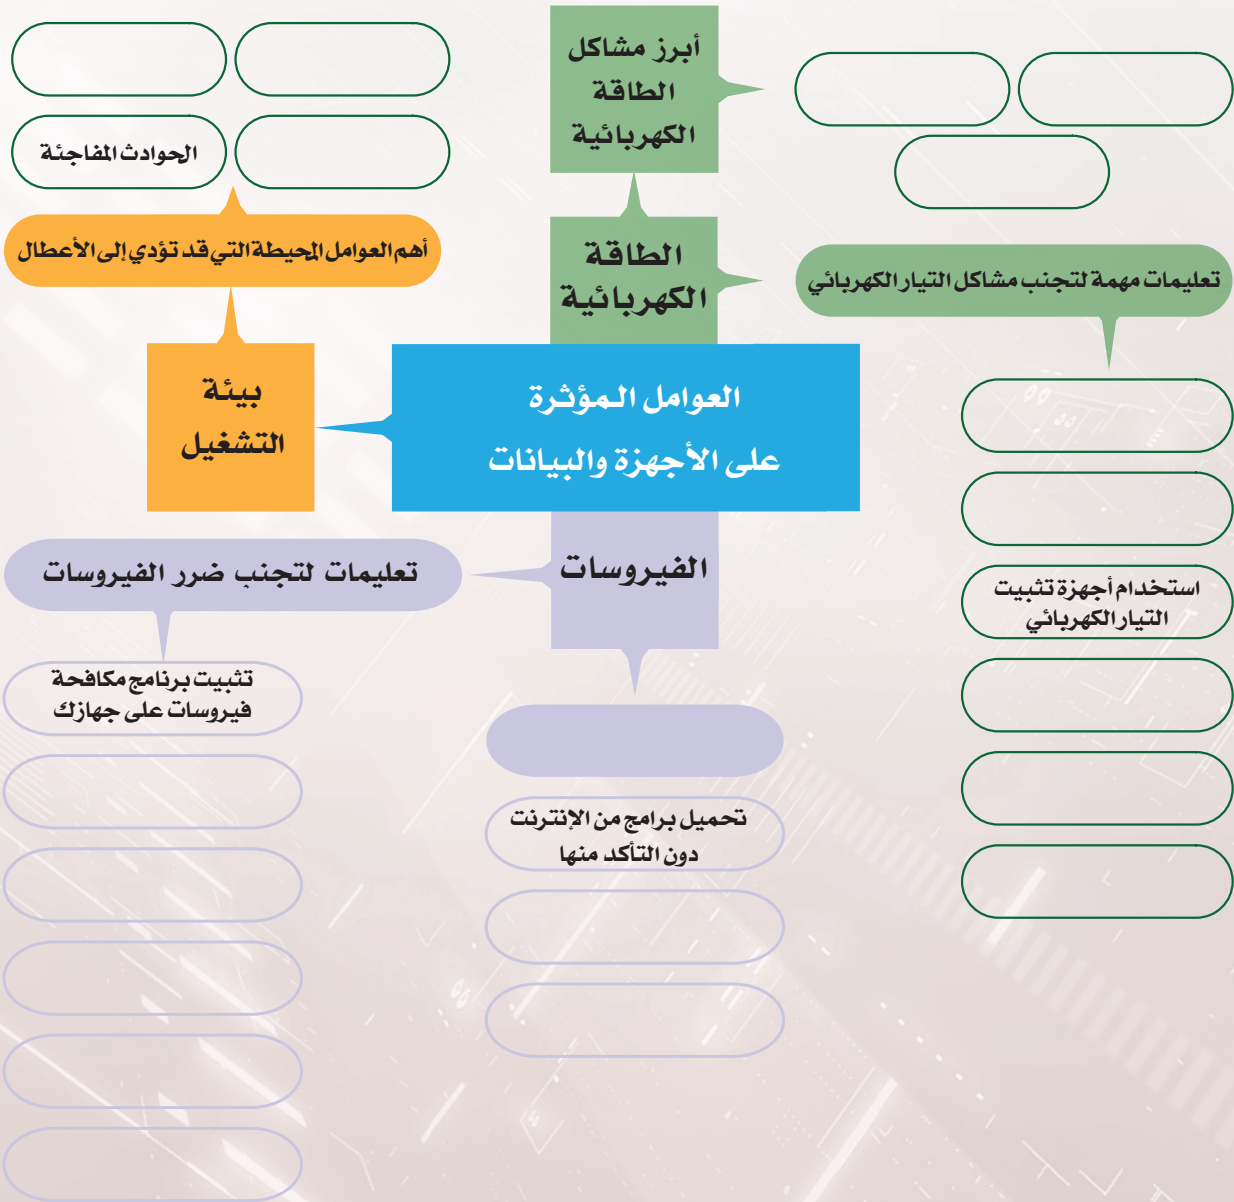 أبرز مشاكل
الطاقة
الكهربائية
الحوادث المفاجئة
أهم العوامل المحيطة التي قد تؤدي إلى الأعطال
الطاقة
الكهربائية
تعليمات مهمة لتجنب مشاكل التيار الكهربائي
بيئة
التشغيل
العوامل المؤثرة
على الأجهزة والبيانات
الفيروسات
تعليمات لتجنب ضرر الفيروسات
استخدام أجهزة تثبيت
التيار الكهربائي
تثبيت برنامج مكافحة
فيروسات على جهازك
تحميل برامج من الإنترنت
دون التأكد منها